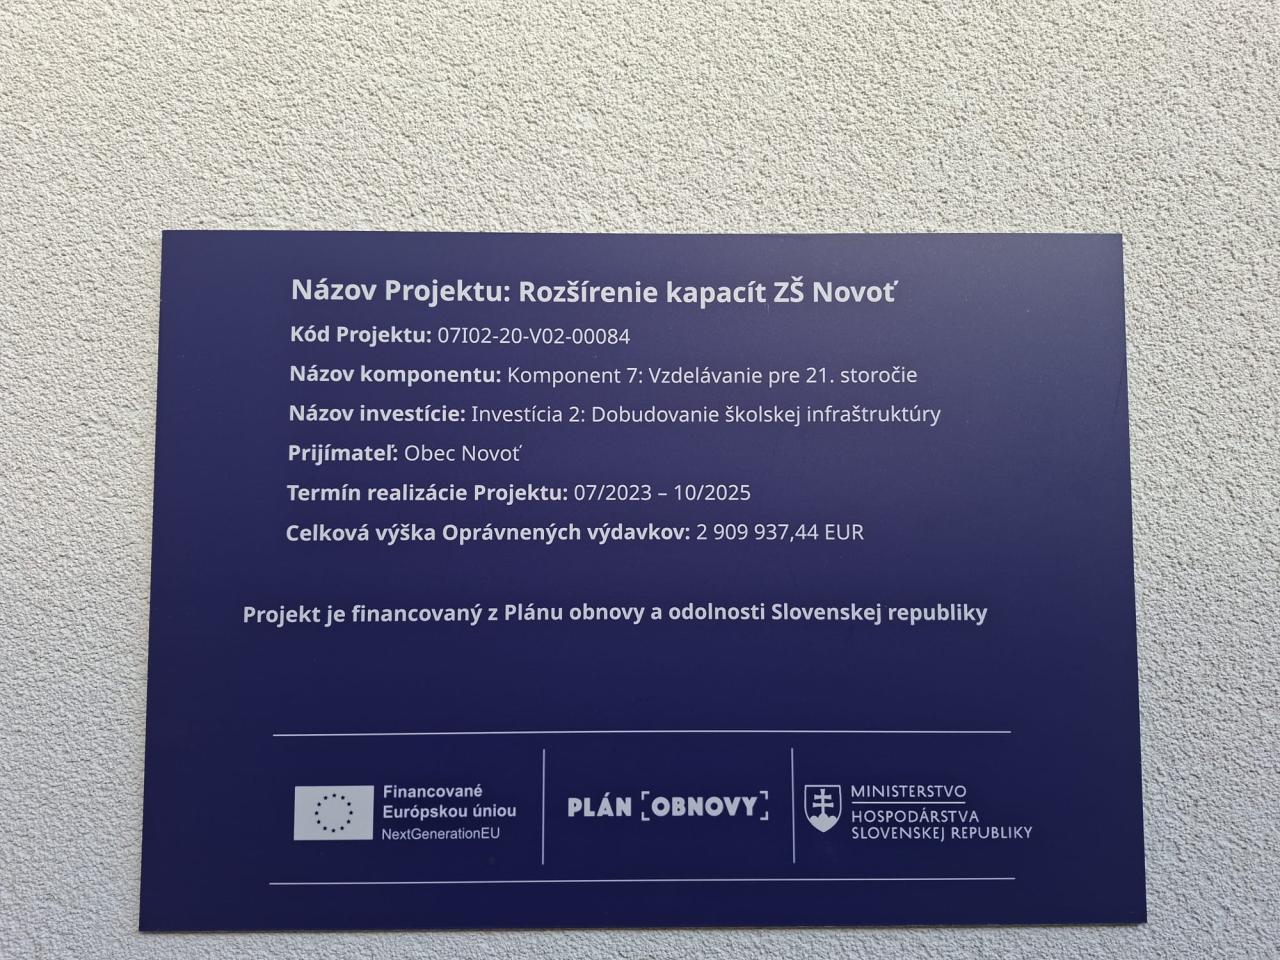 Názov Projektu: Rozšírenie kapacít ZŠ Novoť
Kód Projektu: 07I02-20-V02-00084
Názov komponentu: Komponent 7: Vzdelávanie pre 21. storočie
Názov investície: Investícia 2: Dobudovanie školskej infraštruktúry
Prijímateľ: Obec Novoť
Termín realizácie Projektu: 07/2023 – 10/2025
Celková výška Oprávnených výdavkov: 2 909 937,44 EUR
Projekt je financovaný z Plánu obnovy a odolnosti Slovenskej republiky
Financované
Európskou úniou
NextGenerationEU
PLÁN [OBNOVY]
MINISTERSTVO
HOSPODÁRSTVA
SLOVENSKEJ REPUBLIKY